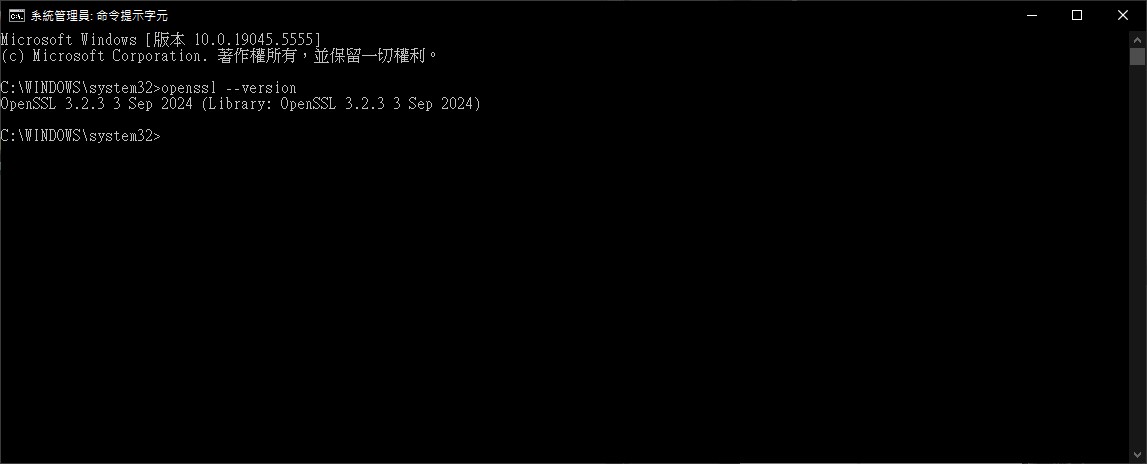 系統管理員: 命令提示字元
Microsoft Windows [版本 10.0.19045.5555]
(c) Microsoft Corporation. 著作權所有，並保留一切權利。
C:\WINDOWS\system32>openssl --version
OpenSSL 3.2.3 3 Sep 2024 (Library: OpenSSL 3.2.3 3 Sep 2024)
C:\WINDOWS\system32>